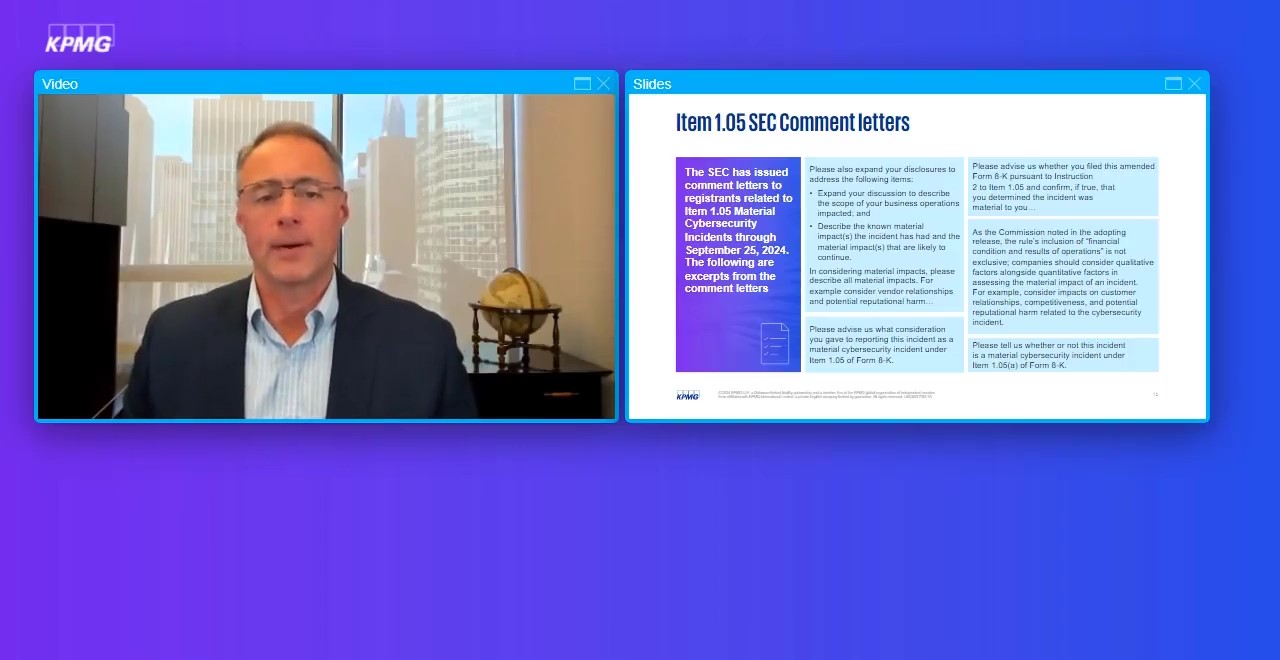 KPMG
Video
Slides
Item 1.05 SEC Comment letters
The SEC has issued
comment letters to
registrants related to
Item 1.05 Material
Cybersecurity
Incidents through
September 25, 2024.
The following are
excerpts from the
comment letters
Please also expand your disclosures to
address the following items:
• Expand your discussion to describe
the scope of your business operations
impacted; and
• Describe the known material
impact(s) the incident has had and the
material impact(s) that are likely to
continue.
In considering material impacts, please
describe all material impacts. For
example consider vendor relationships
and potential reputational harm…
Please advise us what consideration
you gave to reporting this incident as a
material cybersecurity incident under
Item 1.05 of Form 8-K.
Please advise us whether you filed this amended
Form 8-K pursuant to Instruction
2 to Item 1.05 and confirm, if true, that
you determined the incident was
material to you…
As the Commission noted in the adopting
release, the rule's inclusion of "financial
condition and results of operations" is not
exclusive; companies should consider qualitative
factors alongside quantitative factors in
assessing the material impact of an incident.
For example, consider impacts on customer
relationships, competitiveness, and potential
reputational harm related to the cybersecurity
incident.
Please tell us whether or not this incident
is a material cybersecurity incident under
Item 1.05(a) of Form 8-K.
KPMG